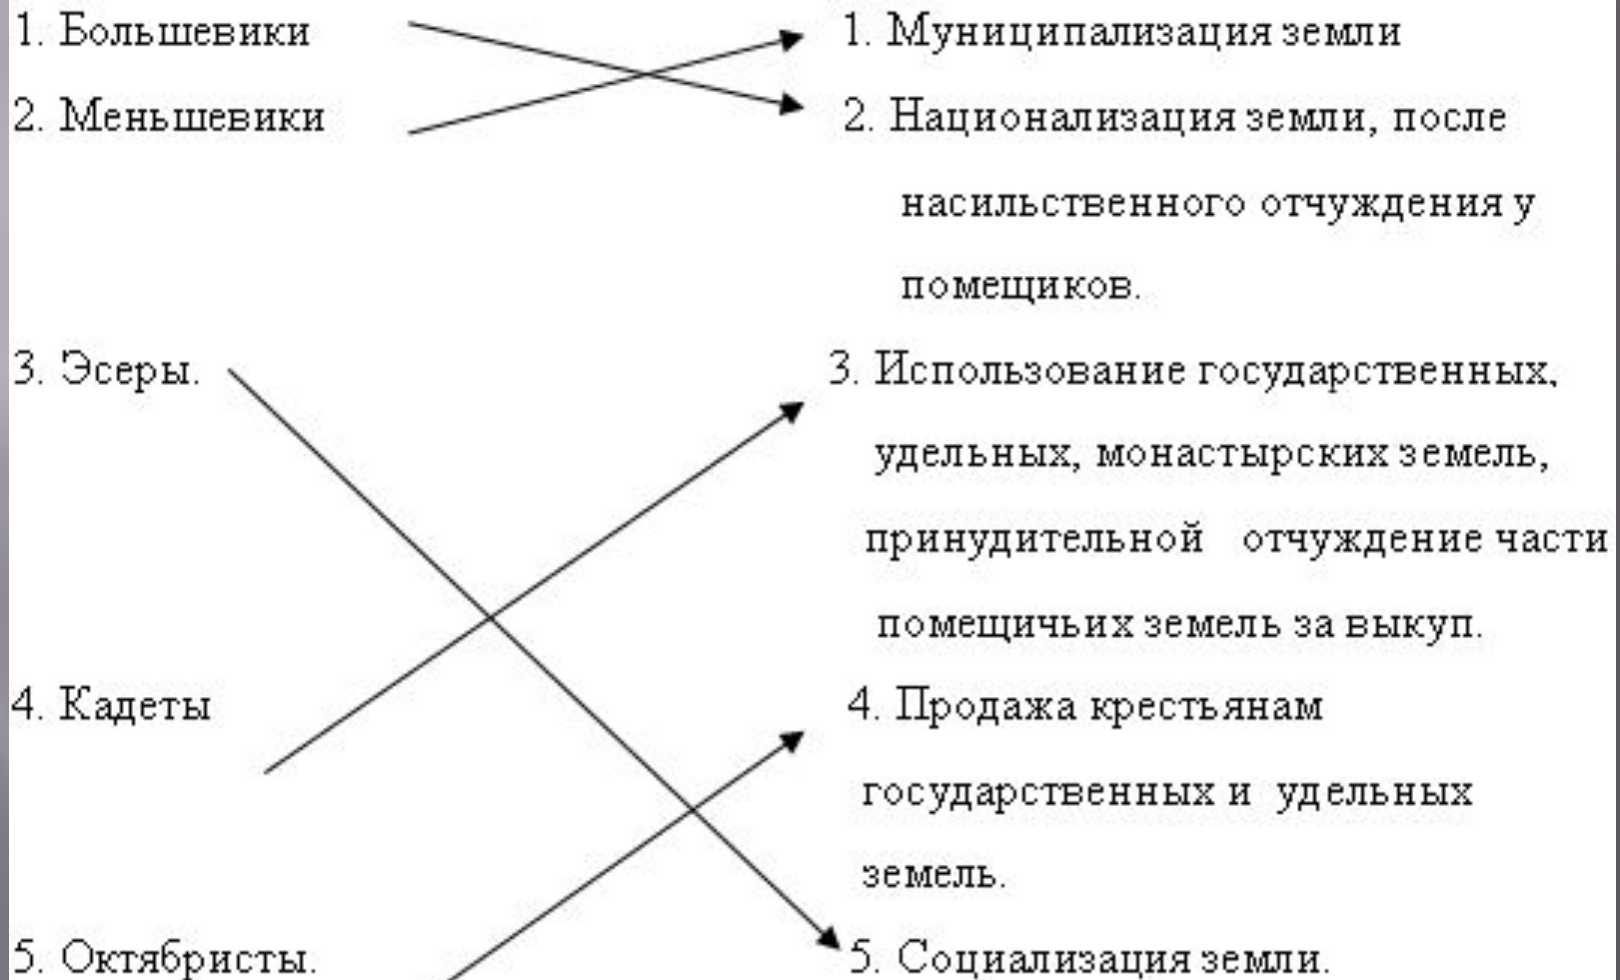 1. Большевики
2. Меньшевики
3. Эсеры.
4. Кадеты
5. Октябристы.
1. Муниципализация земли
2. Национализация земли, после
насильственного отчуждения у
помещиков.
3. Использование государственных,
удельных, монастырских земель,
принудительной отчуждение части
помещичьих земель за выкуп.
4. Продажа крестьянам
государственных и удельных
земель.
5. Социализация земли.